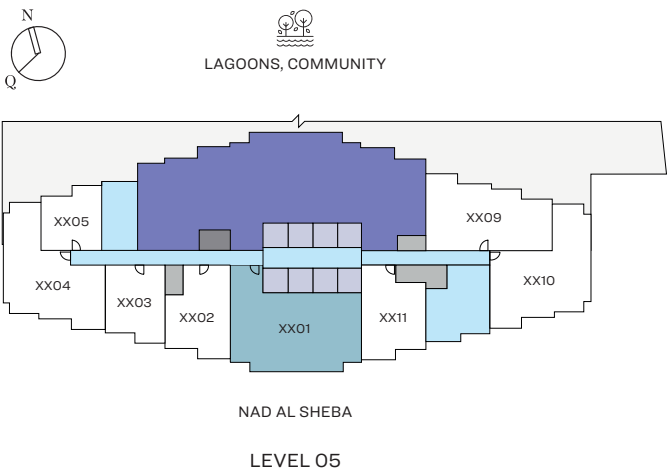 N
Q
LAGOONS, COMMUNITY
XX05
XX09
XX04
XX03
XX02
XX01
XX11
XX10
NAD AL SHEBA
LEVEL 05